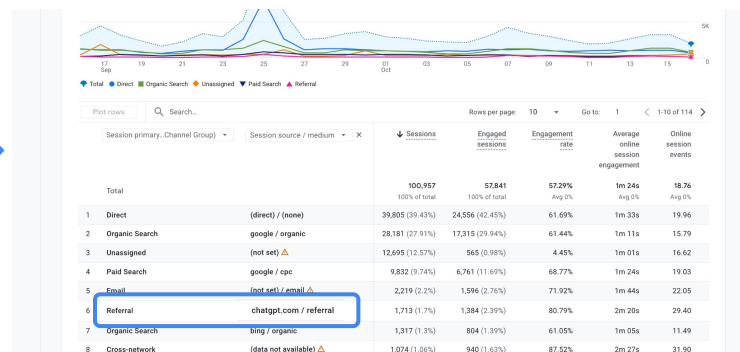 5K
0
17 19 21 23 25 27 29 01 03 05 07 09 11 13 15
Sep Oct
Total Direct Organic Search Unassigned Paid Search Referral
Plot rows Search... Rows per page: 10 Go to: 1 1-10 of 114
Session primary...Channel Group) Session source / medium × Sessions Engaged sessions Engagement rate Average online session engagement Online session events
Total 100,957 57,841 57.29% 1m 24s 18.76
100% of total 100% of total Avg 0% Avg 0% Avg 0%
1 Direct (direct) / (none) 39,805 (39.43%) 24,556 (42.45%) 61.69% 1m 33s 19.96
2 Organic Search google / organic 28,181 (27.91%) 17,315 (29.94%) 61.44% 1m 11s 15.79
3 Unassigned (not set) 12,695 (12.57%) 565 (0.98%) 4.45% 1m 01s 16.62
4 Paid Search google / cpc 9,832 (9.74%) 6,761 (11.69%) 68.77% 1m 24s 19.03
5 Email (not set) / email 2,219 (2.2%) 1,596 (2.76%) 71.92% 1m 44s 22.05
6 Referral chatgpt.com / referral 1,713 (1.7%) 1,384 (2.39%) 80.79% 2m 20s 29.40
7 Organic Search bing / organic 1,317 (1.3%) 804 (1.39%) 61.05% 1m 05s 11.49
8 Cross-network (data not available) 1,074 (1.06%) 940 (1.63%) 87.52% 2m 27s 31.90